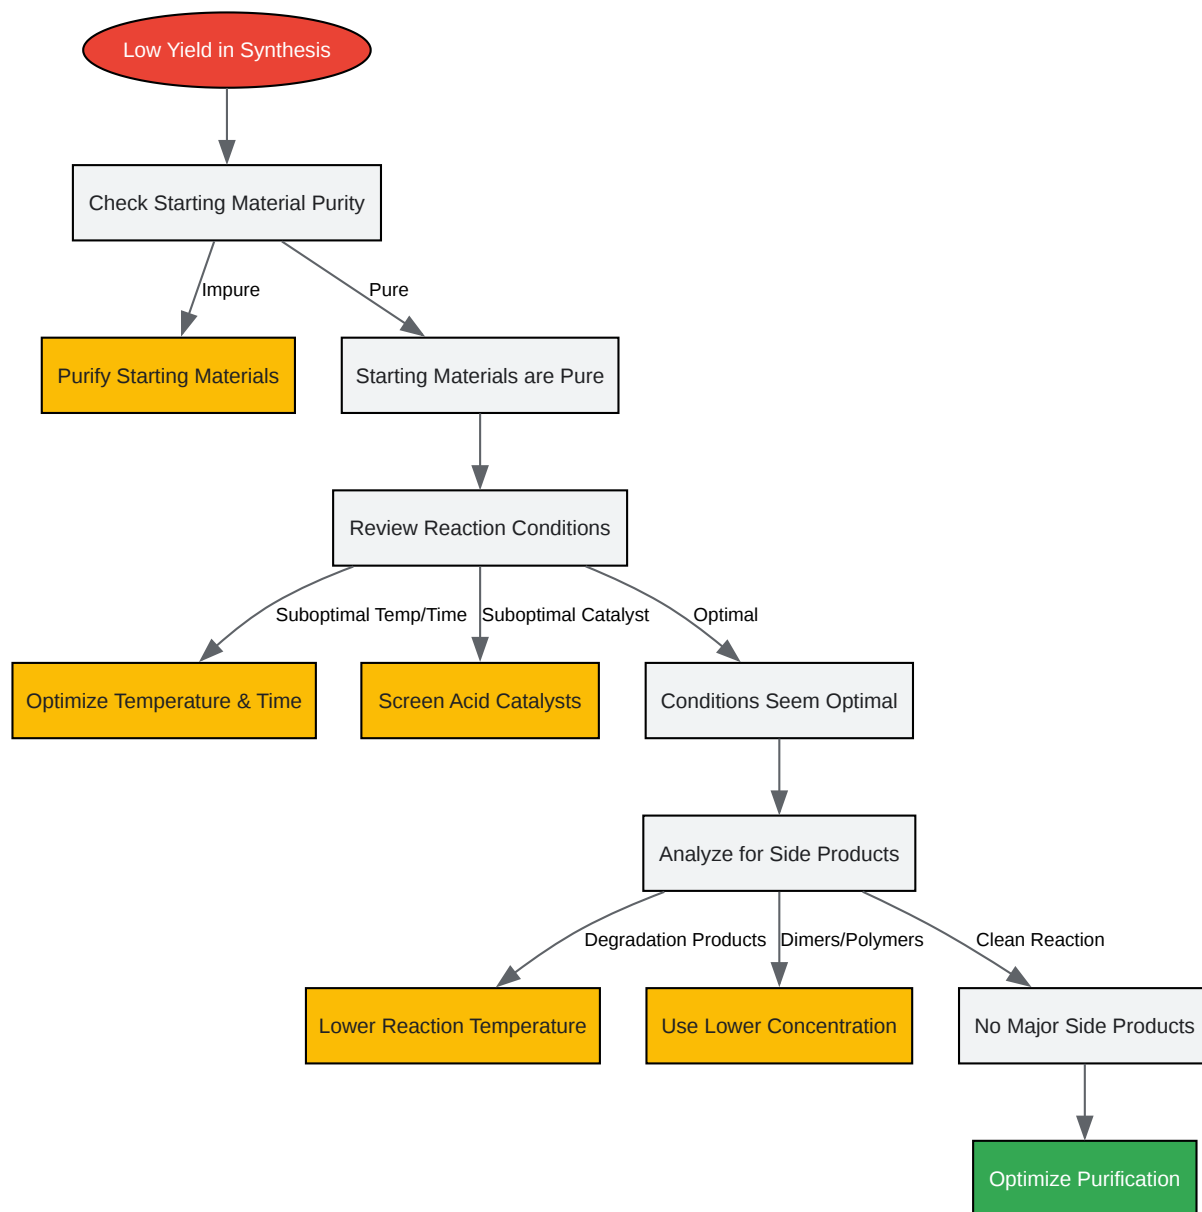 Low Yield in Synthesis
Check Starting Material Purity
Impure
Pure
Purify Starting Materials
Starting Materials are Pure
Review Reaction Conditions
Suboptimal Temp/Time
Suboptimal Catalyst
Optimal
Optimize Temperature & Time
Screen Acid Catalysts
Conditions Seem Optimal
Analyze for Side Products
Degradation Products
Dimers/Polymers
Clean Reaction
Lower Reaction Temperature
Use Lower Concentration
No Major Side Products
Optimize Purification